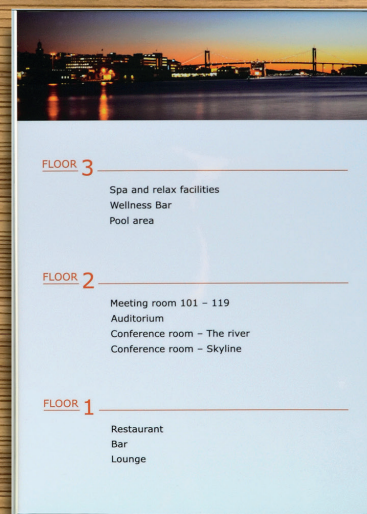 FLOOR 3
Spa and relax facilities
Wellness Bar
Pool area
FLOOR 2
Meeting room 101 – 119
Auditorium
Conference room – The river
Conference room – Skyline
FLOOR 1
Restaurant
Bar
Lounge